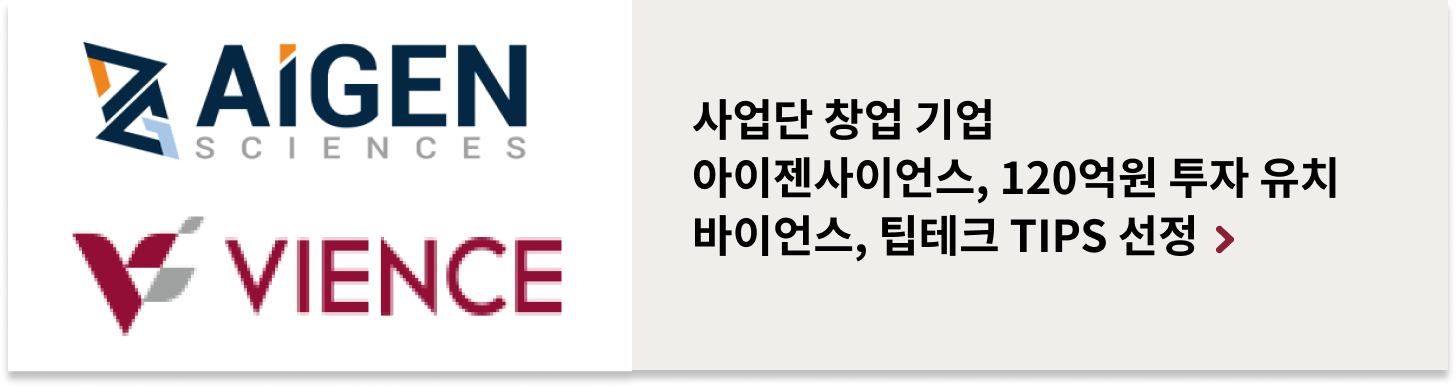 AiGEN
SCIENCES
VIENCE
사업단 창업 기업
아이젠사이언스, 120억원 투자 유치
바이언스, 팁테크 TIPS 선정